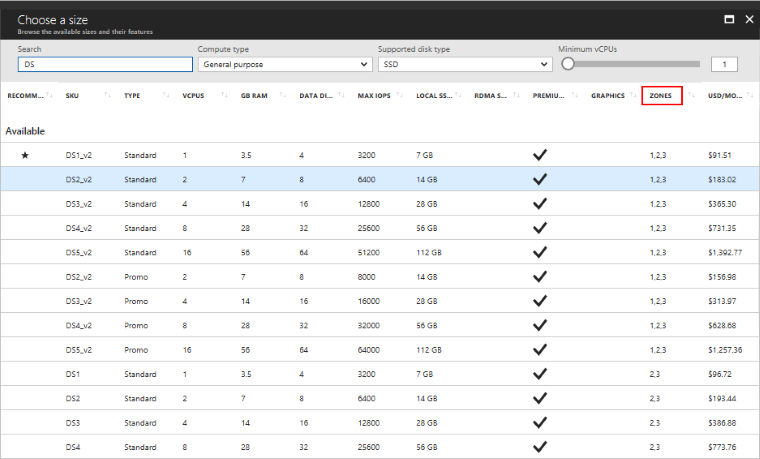 Choose a size
Browse the available sizes and their features
Search Compute type Supported disk type Minimum vCPUs
DS General purpose SSD 1
RECOMM... SKU TYPE VCPUS GB RAM DATA DI... MAX IOPS LOCAL SS... RDMA S... PREMIU... GRAPHICS ZONES USD/MO...
Available
★ DS1_v2 Standard 1 3.5 4 3200 7 GB ✔ 1,2,3 $91.51
DS2_v2 Standard 2 7 8 6400 14 GB ✔ 1,2,3 $183.02
DS3_v2 Standard 4 14 16 12800 28 GB ✔ 1,2,3 $365.30
DS4_v2 Standard 8 28 32 25600 56 GB ✔ 1,2,3 $731.35
DS5_v2 Standard 16 56 64 51200 112 GB ✔ 1,2,3 $1,392.77
DS2_v2 Promo 2 7 8 8000 14 GB ✔ 1,2,3 $156.98
DS3_v2 Promo 4 14 16 16000 28 GB ✔ 1,2,3 $313.97
DS4_v2 Promo 8 28 32 32000 56 GB ✔ 1,2,3 $628.68
DS5_v2 Promo 16 56 64 64000 112 GB ✔ 1,2,3 $1,257.36
DS1 Standard 1 3.5 4 3200 7 GB ✔ 2,3 $96.72
DS2 Standard 2 7 8 6400 14 GB ✔ 2,3 $193.44
DS3 Standard 4 14 16 12800 28 GB ✔ 2,3 $386.88
DS4 Standard 8 28 32 25600 56 GB ✔ 2,3 $773.76